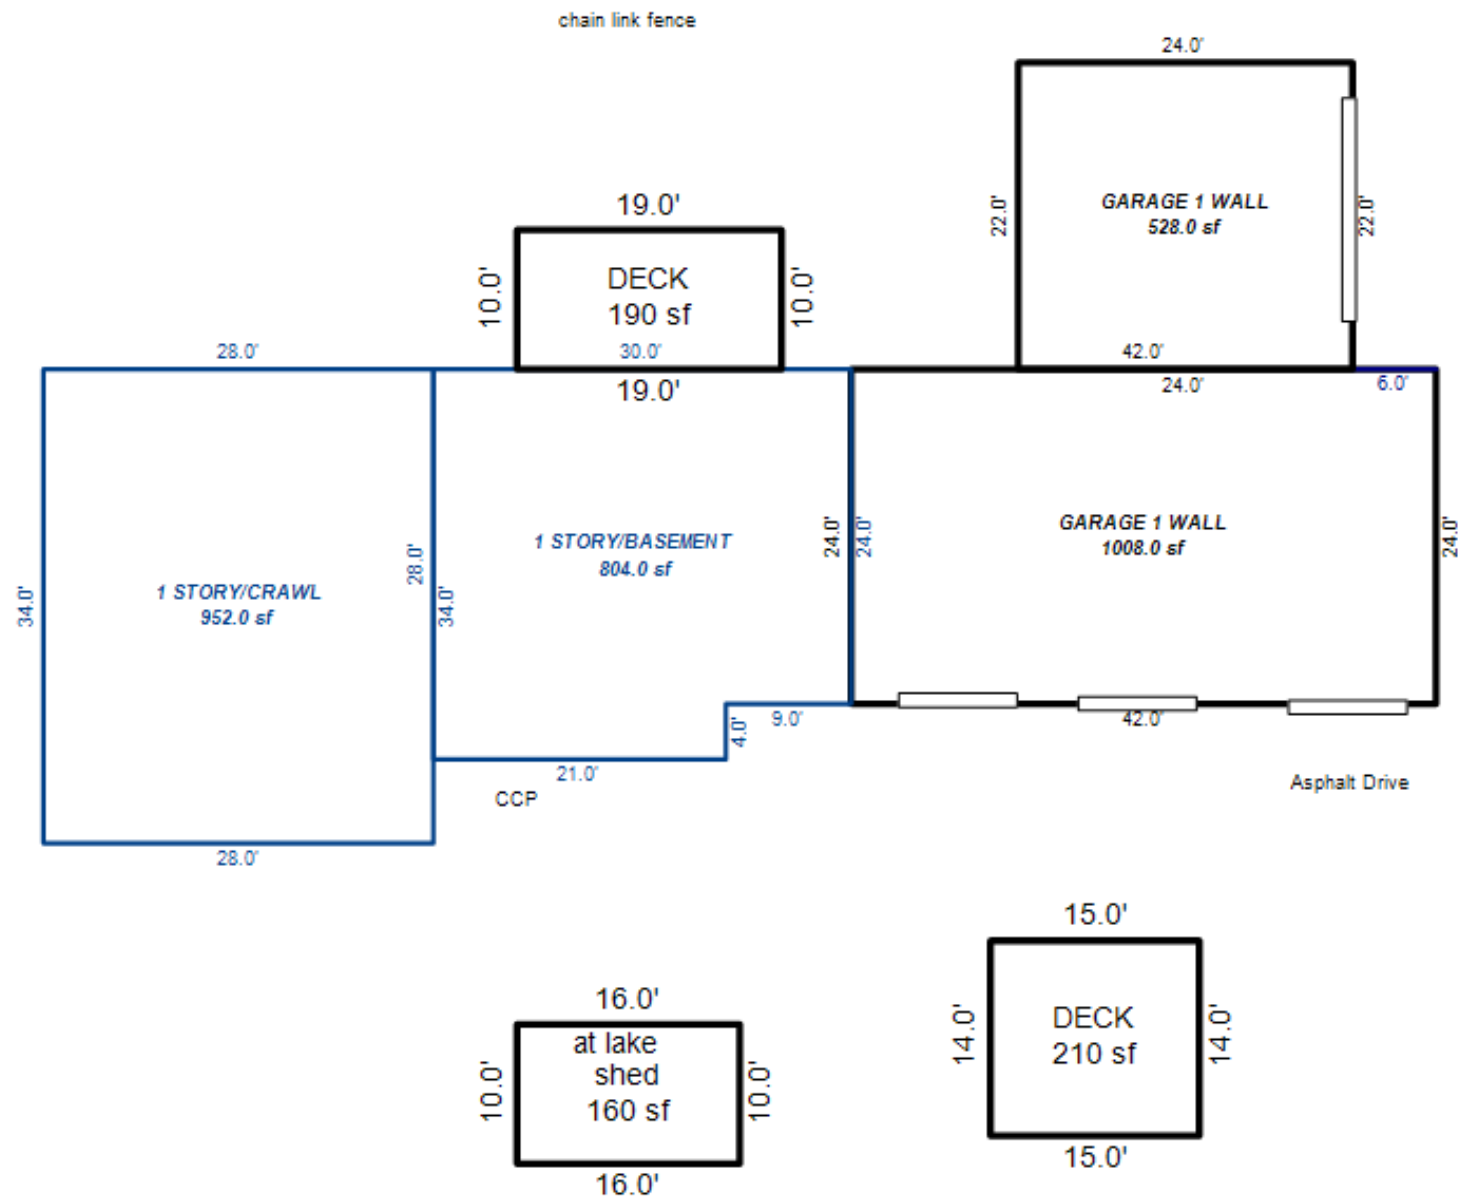 chain link fence
24.0'
22.0'
GARAGE 1 WALL
528.0 sf
22.0'
19.0'
10.0'
DECK
190 sf
10.0'
28.0'
30.0'
42.0'
19.0'
24.0'
6.0'
34.0'
1 STORY/CRAWL
952.0 sf
28.0'
34.0'
1 STORY/BASEMENT
804.0 sf
24.0'
24.0'
GARAGE 1 WALL
1008.0 sf
24.0'
9.0'
4.0'
42.0'
21.0'
CCP
Asphalt Drive
28.0'
16.0'
10.0'
at lake
shed
160 sf
10.0'
16.0'
15.0'
14.0'
DECK
210 sf
14.0'
15.0'